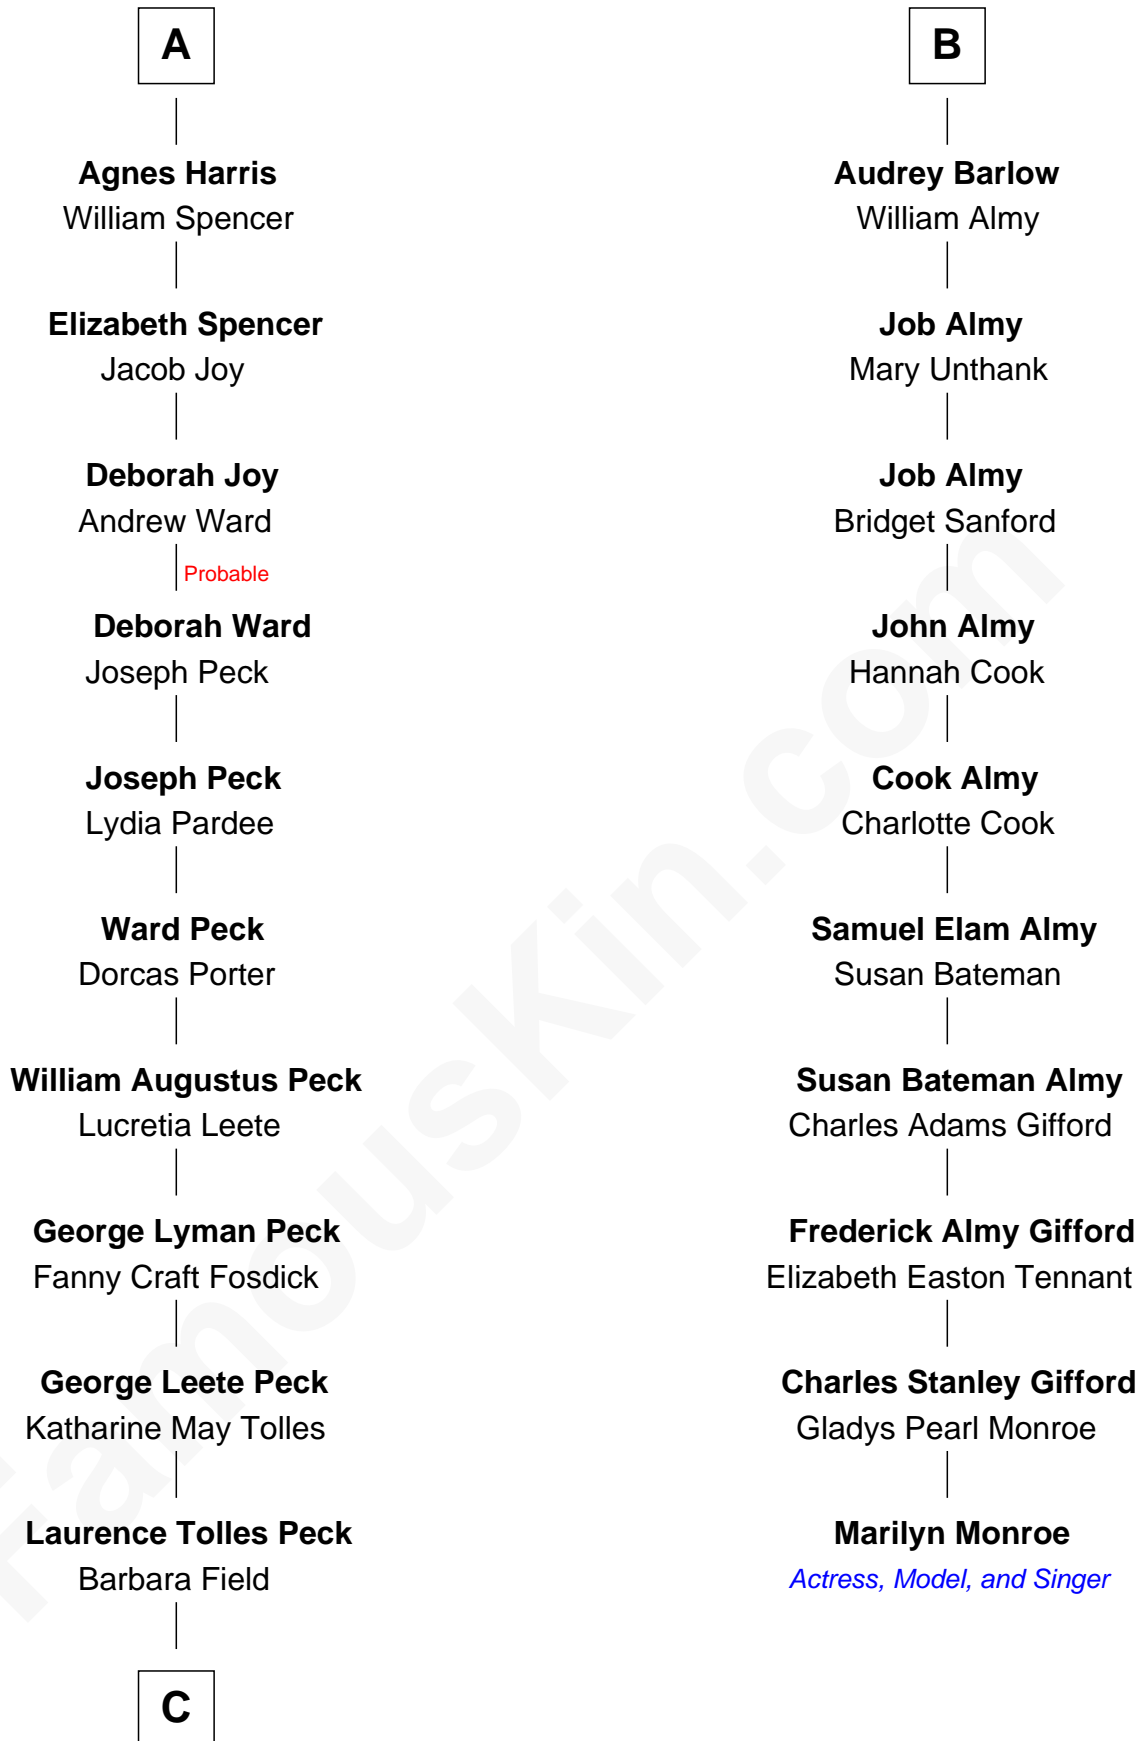 A
Agnes Harris
William Spencer
Elizabeth Spencer
Jacob Joy
Deborah Joy
Andrew Ward
Probable
Deborah Ward
Joseph Peck
Joseph Peck
Lydia Pardee
Ward Peck
Dorcas Porter
William Augustus Peck
Lucretia Leete
George Lyman Peck
Fanny Craft Fosdick
George Leete Peck
Katharine May Tolles
Laurence Tolles Peck
Barbara Field
C
B
Audrey Barlow
William Almy
Job Almy
Mary Unthank
Job Almy
Bridget Sanford
John Almy
Hannah Cook
Cook Almy
Charlotte Cook
Samuel Elam Almy
Susan Bateman
Susan Bateman Almy
Charles Adams Gifford
Frederick Almy Gifford
Elizabeth Easton Tennant
Charles Stanley Gifford
Gladys Pearl Monroe
Marilyn Monroe
Actress, Model, and Singer
FamousKin.com